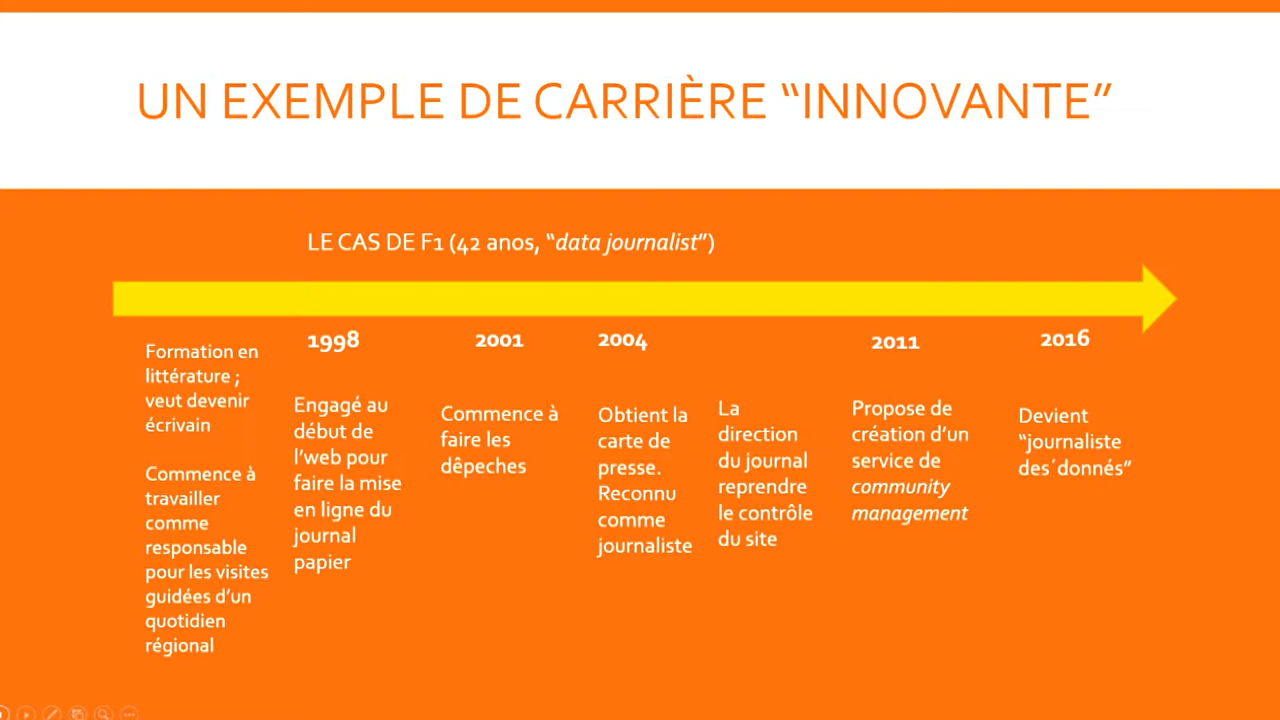 UN EXEMPLE DE CARRIÈRE “INNOVANTE”
LE CAS DE F1 (42 anos, “data journalist”)
Formation en
littérature ;
veut devenir
écrivain
Commence à
travailler
comme
responsable
pour les visites
guidées d’un
quotidien
régional
1998
Engagé au
début de
l’web pour
faire la mise
en ligne du
journal
papier
2001
Commence à
faire les
dêpeches
2004
Obtient la
carte de
presse.
Reconnu
comme
journaliste
La
direction
du journal
reprendre
le contrôle
du site
2011
Propose de
création d’un
service de
community
management
2016
Devient
“journaliste
des´donnés”